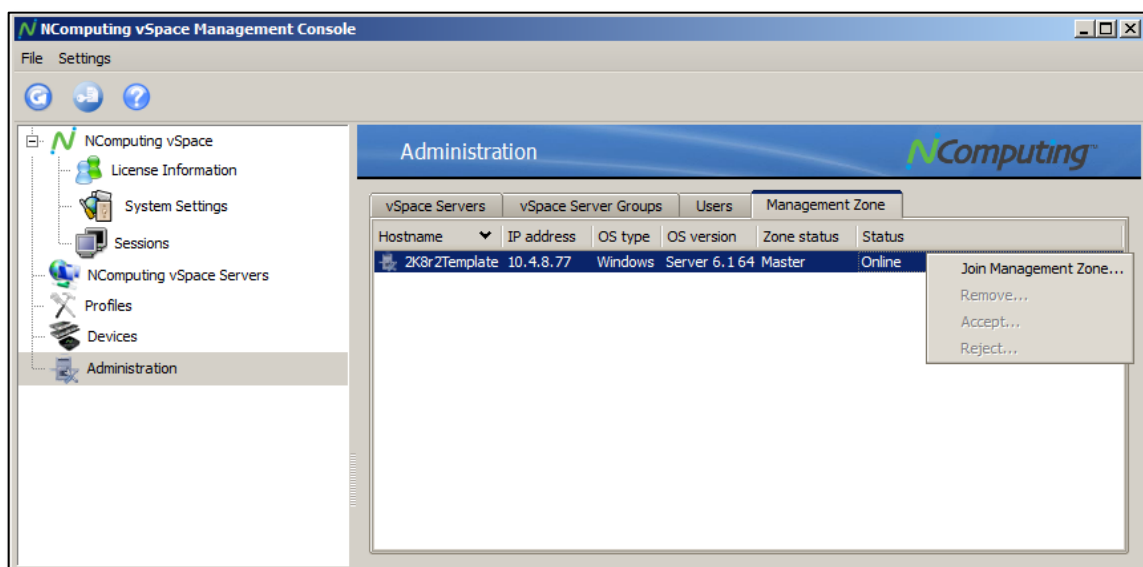 NComputing vSpace Management Console
File Settings
NComputing vSpace
License Information
System Settings
Sessions
NComputing vSpace Servers
Profiles
Devices
Administration
Administration
NComputing™
vSpace Servers vSpace Server Groups Users Management Zone
Hostname IP address OS type OS version Zone status Status
2K8r2Template 10.4.8.77 Windows Server 6.1 64 Master Online
Join Management Zone...
Remove...
Accept...
Reject...